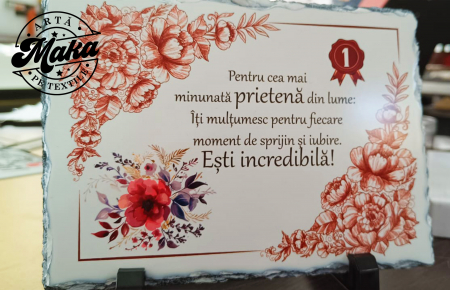 ARTĂ
Maka
PE TEXTILE
1
Pentru cea mai
minunată prietenă din lume:
Îți mulțumesc pentru fiecare
moment de sprijin și iubire.
Ești incredibilă!